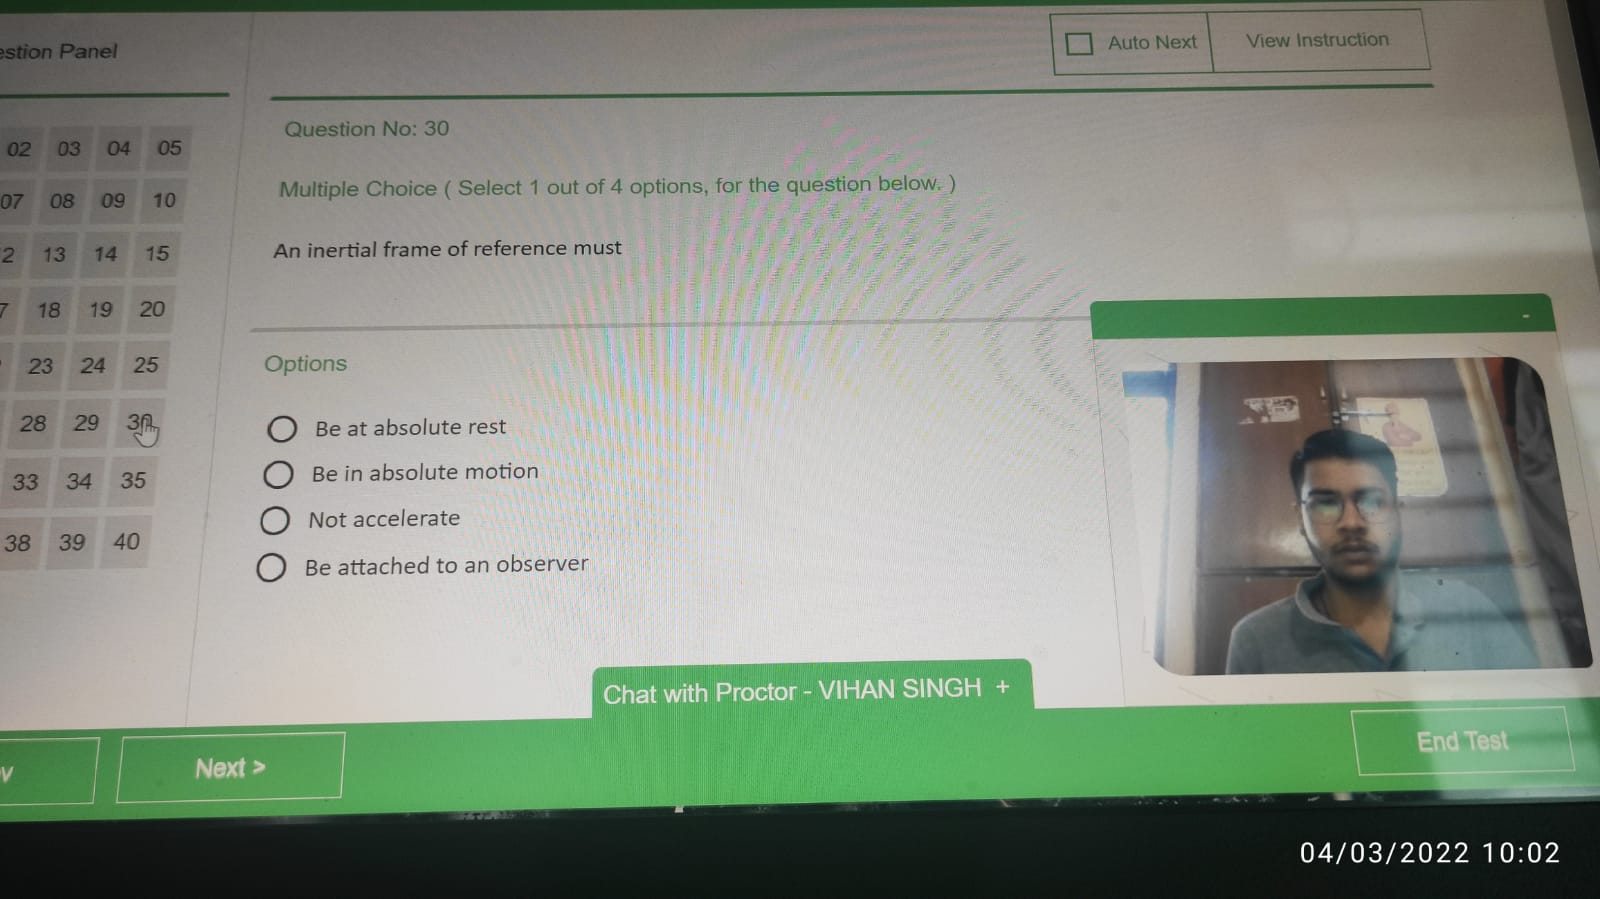 estion Panel
Auto Next
View Instruction
02 03 04 05
07 08 09 10
2 13 14 15
7 18 19 20
23 24 25
28 29 30
33 34 35
38 39 40
Question No: 30
Multiple Choice ( Select 1 out of 4 options, for the question below. )
An inertial frame of reference must
Options
Be at absolute rest
Be in absolute motion
Not accelerate
Be attached to an observer
-
Chat with Proctor - VIHAN SINGH +
v
Next >
End Test
04/03/2022 10:02